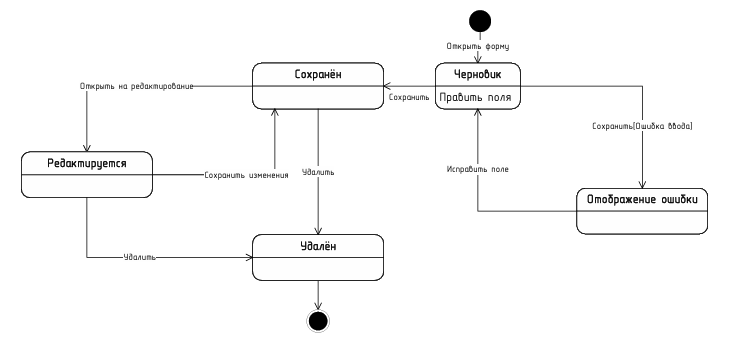 Открыть форму
Сохранён
Черновик
Править поля
Открыть на редактирование
Сохранить
Сохранить[Ошибка ввода]
Редактируется
Сохранить изменения
Удалить
Исправить поле
Отображение ошибки
Удалён
Удалить